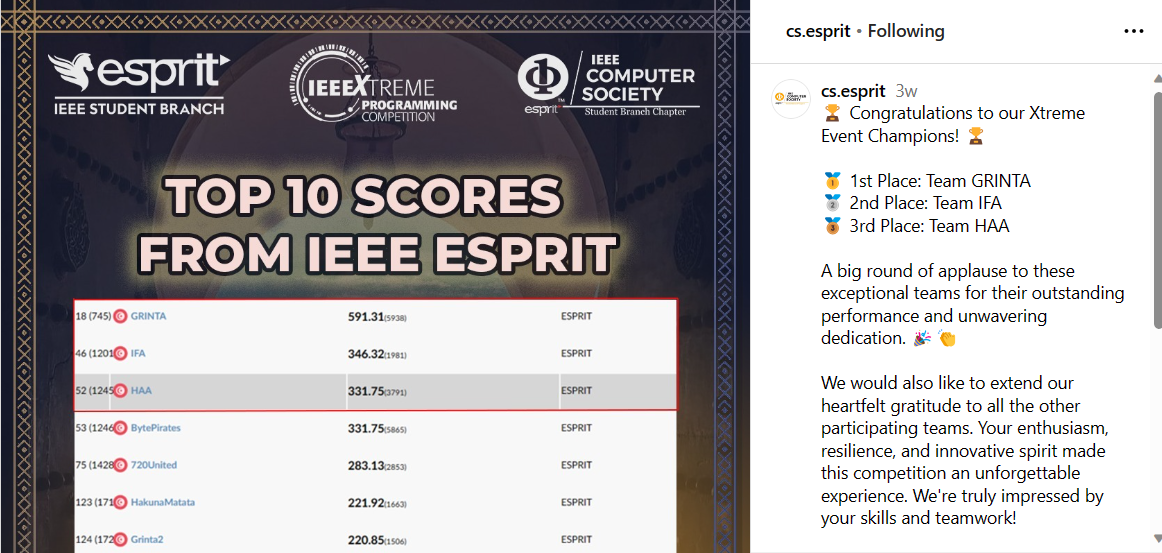 esprit
IEEE STUDENT BRANCH
IEEEXTREME
PROGRAMMING
COMPETITION
esprit
IEEE
COMPUTER
SOCIETY
Student Branch Chapter
TOP 10 SCORES
FROM IEEE ESPRIT
18 (745) GRINTA 591.31(5938) ESPRIT
46 (1201 IFA 346.32(1981) ESPRIT
52 (1245 HAA 331.75(3791) ESPRIT
53 (1246 BytePirates 331.75(5865) ESPRIT
75 (1428 720United 283.13(2853) ESPRIT
123 (171 HakunaMatata 221.92(1663) ESPRIT
124 (172 Grinta2 220.85(1506) ESPRIT
cs.esprit • Following
cs.esprit 3w
🏆 Congratulations to our Xtreme
Event Champions! 🏆
🥇 1st Place: Team GRINTA
🥈 2nd Place: Team IFA
🥉 3rd Place: Team HAA
A big round of applause to these
exceptional teams for their outstanding
performance and unwavering
dedication. 🎉 👏
We would also like to extend our
heartfelt gratitude to all the other
participating teams. Your enthusiasm,
resilience, and innovative spirit made
this competition an unforgettable
experience. We're truly impressed by
your skills and teamwork!